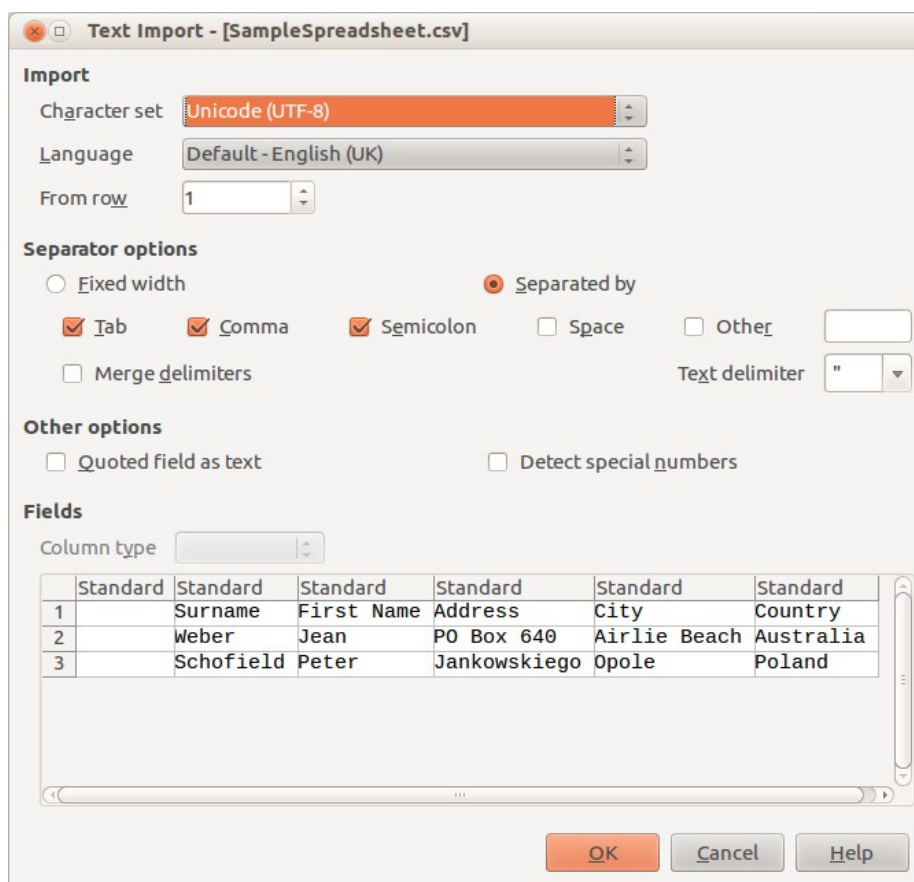 Text Import - [SampleSpreadsheet.csv]
Import
Character set Unicode (UTF-8)
Language Default - English (UK)
From row 1
Separator options
Fixed width Separated by
Tab Comma Semicolon Space Other
Merge delimiters Text delimiter "
Other options
Quoted field as text Detect special numbers
Fields
Column type
Standard Standard Standard Standard Standard Standard
1 Surname First Name Address City Country
2 Weber Jean PO Box 640 Airlie Beach Australia
3 Schofield Peter Jankowskiego Opole Poland
OK Cancel Help